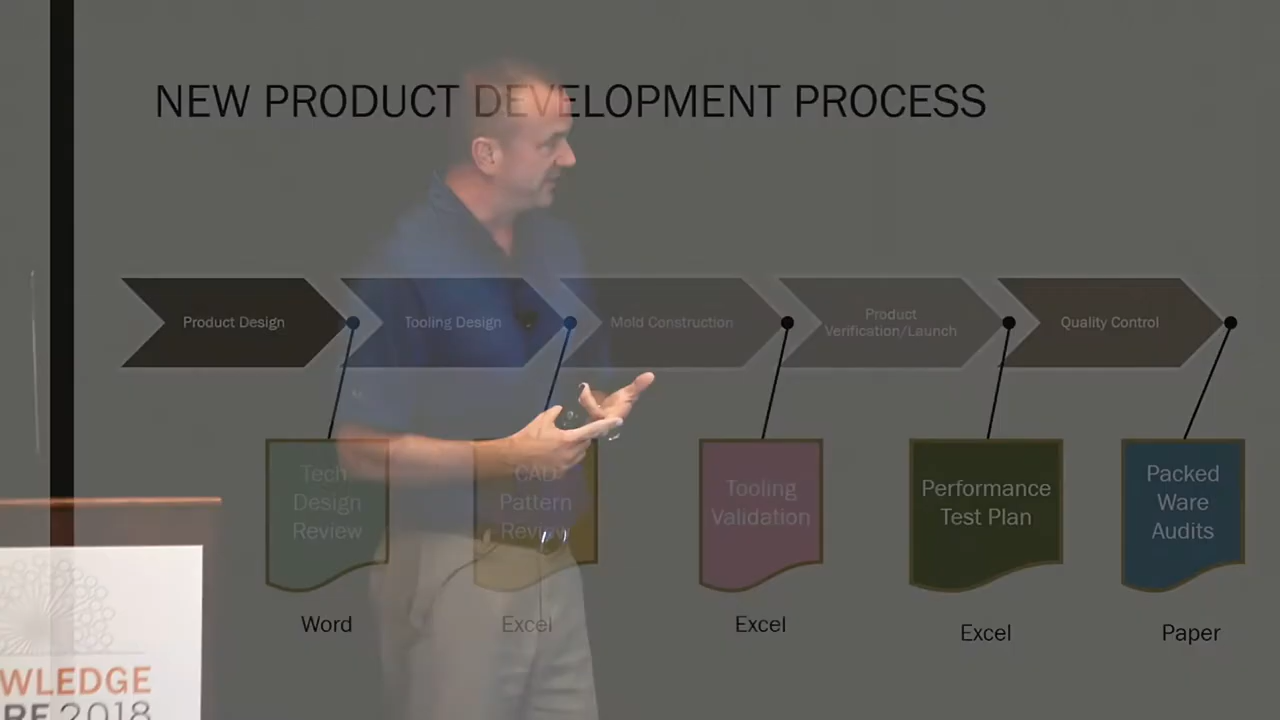 NEW PRODUCT DEVELOPMENT PROCESS
Product Design
Tooling Design
Mold Construction
Product
Verification/Launch
Quality Control
Tech
Design
Review
CAD
Pattern
Review
Tooling
Validation
Performance
Test Plan
Packed
Ware
Audits
Word
Excel
Excel
Excel
Paper
WLEDGE
RE 2018